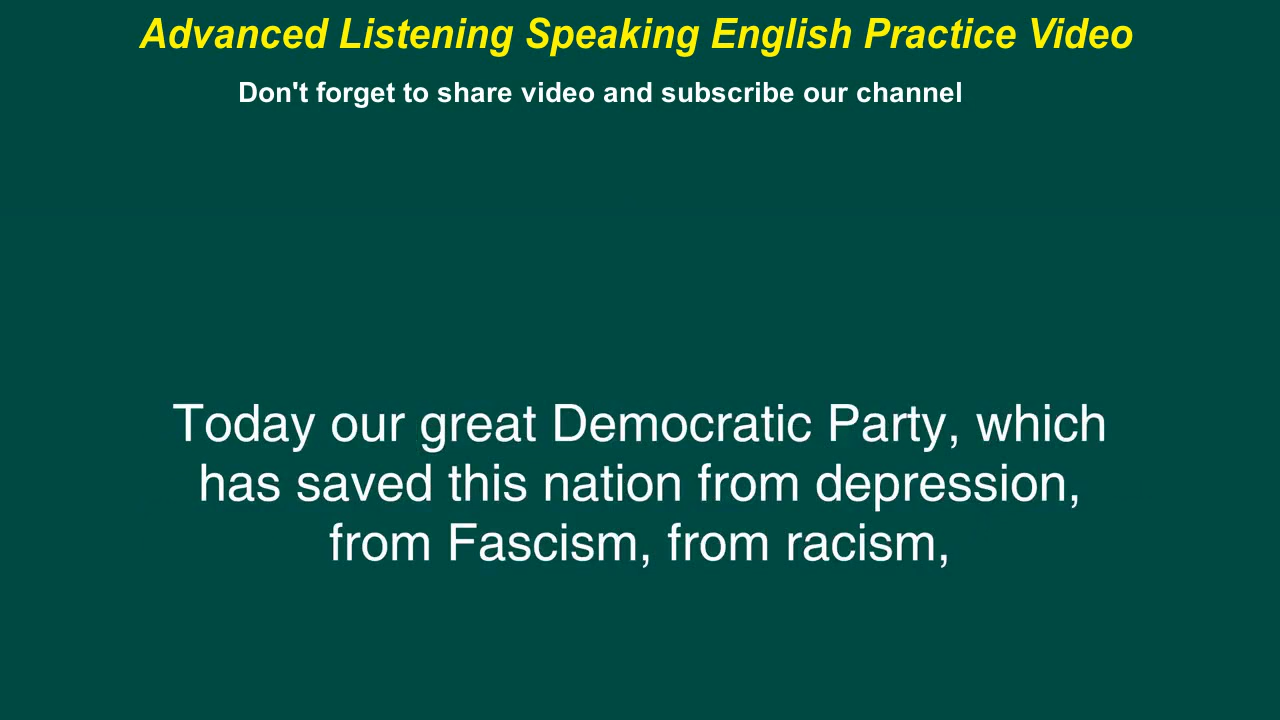 Advanced Listening Speaking English Practice Video
Don't forget to share video and subscribe our channel
Today our great Democratic Party, which
has saved this nation from depression,
from Fascism, from racism,